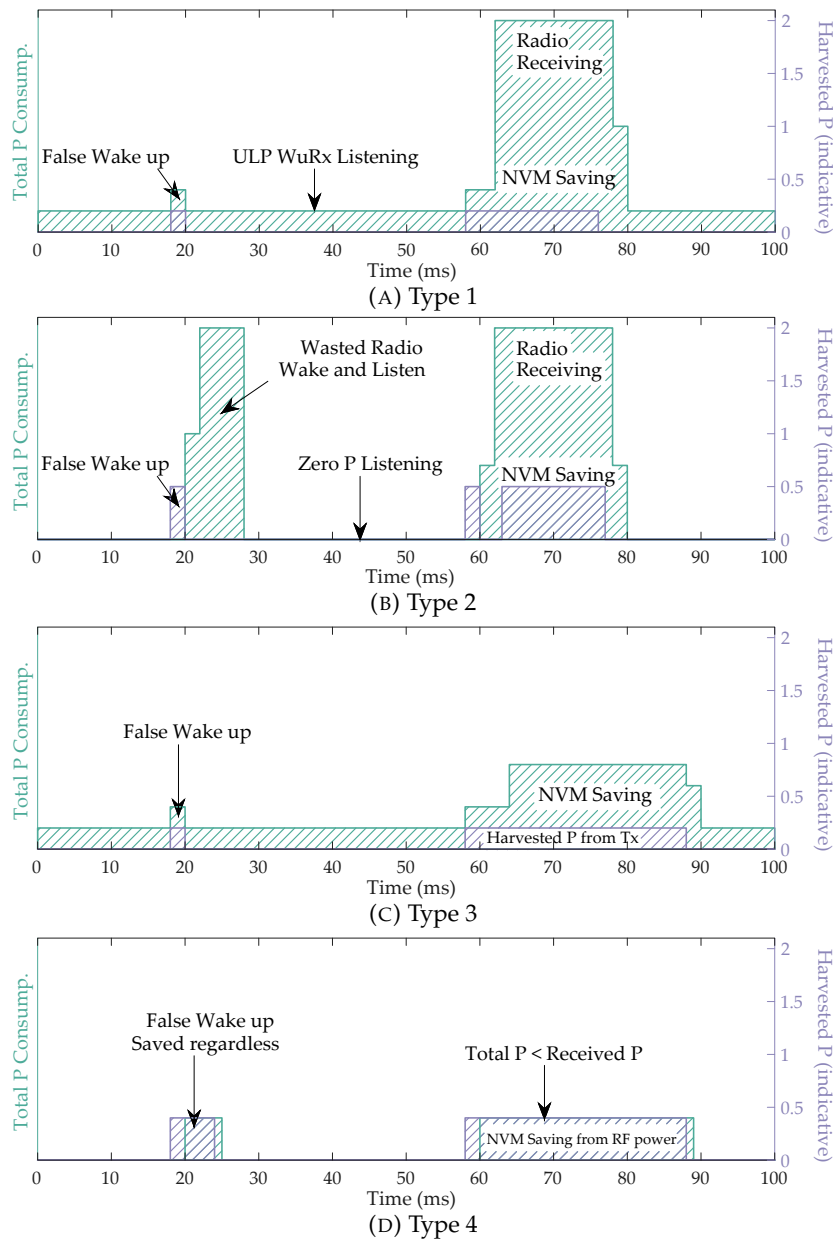 Total P Consump.
Harvested P (indicative)
2
1.5
1
0.5
0
Radio
Receiving
False Wake up
ULP WuRx Listening
NVM Saving
0 10 20 30 40 50 60 70 80 90 100
Time (ms)
(A) Type 1
Total P Consump.
Harvested P (indicative)
2
1.5
1
0.5
0
Wasted Radio
Wake and Listen
Radio
Receiving
False Wake up
Zero P Listening
NVM Saving
0 10 20 30 40 50 60 70 80 90 100
Time (ms)
(B) Type 2
Total P Consump.
Harvested P (indicative)
2
1.5
1
0.5
0
False Wake up
NVM Saving
Harvested P from Tx
0 10 20 30 40 50 60 70 80 90 100
Time (ms)
(C) Type 3
Total P Consump.
Harvested P (indicative)
2
1.5
1
0.5
0
False Wake up
Saved regardless
Total P < Received P
NVM Saving from RF power
0 10 20 30 40 50 60 70 80 90 100
Time (ms)
(D) Type 4